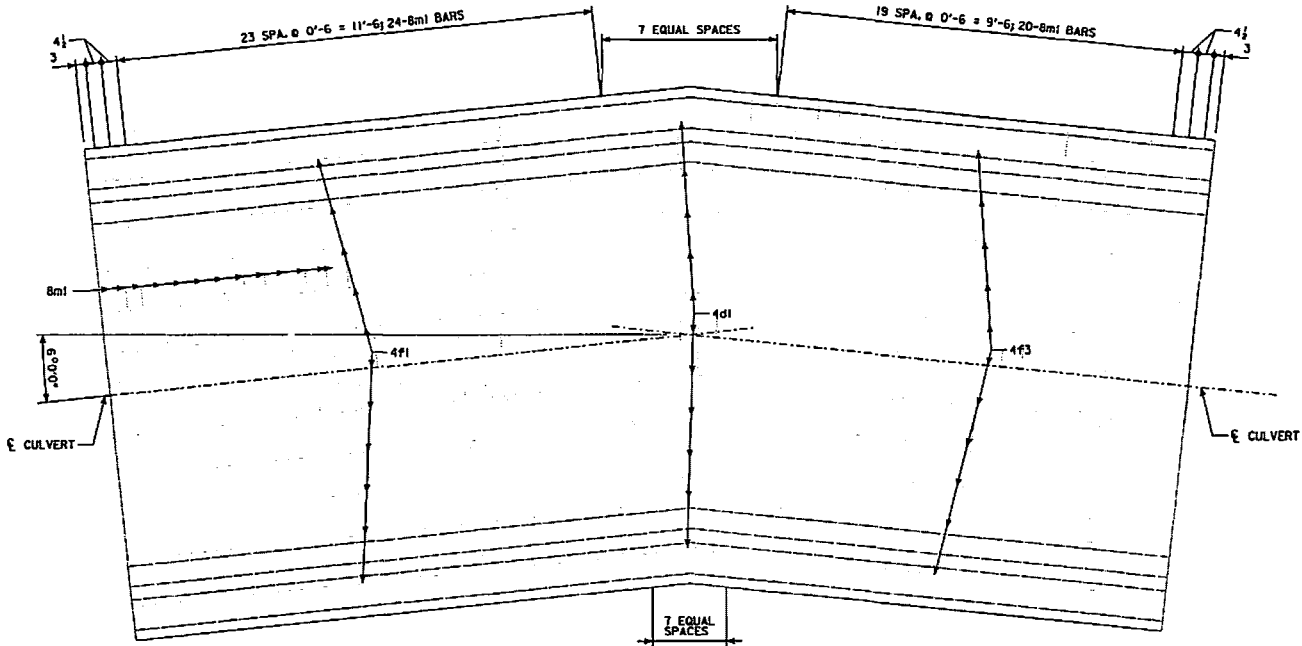 23 SPA. @ 0'-6 = 11'-6; 24-8m1 BARS
19 SPA. @ 0'-6 = 9'-6; 20-8m1 BARS
7 EQUAL SPACES
4½
3
4½
3
8m1
4d1
4f1
4f3
6°0'0"
℄ CULVERT
℄ CULVERT
7 EQUAL
SPACES